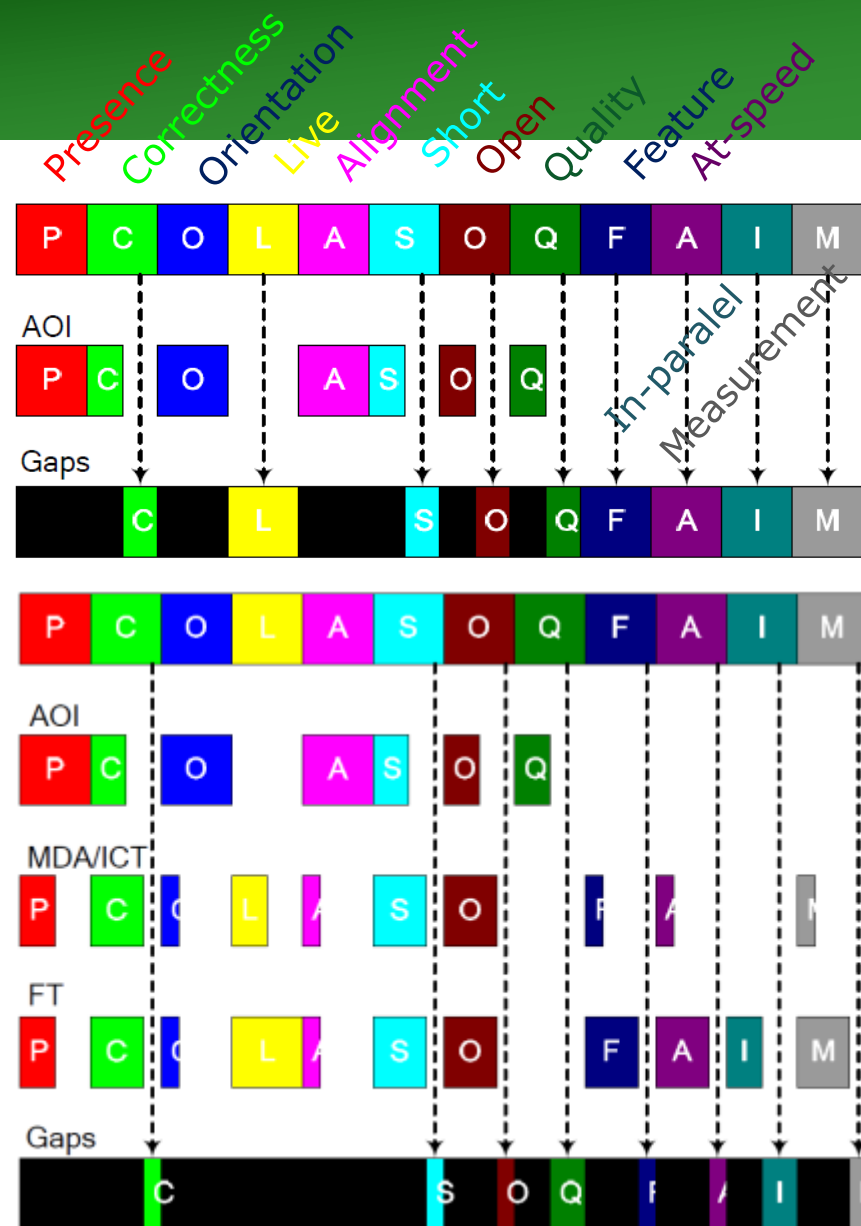 Presence Correctness Orientation Live Alignment Short Open Quality Feature At-speed
P C O L A S O Q F A I M
In-paralel
Measurement
AOI
P C O A S O Q
Gaps
C L S O Q F A I M
P C O L A S O Q F A I M
AOI
P C O A S O Q
MDA/ICT
P C O L A S O F A M
FT
P C O L A S O F A I M
Gaps
C S O Q F A I